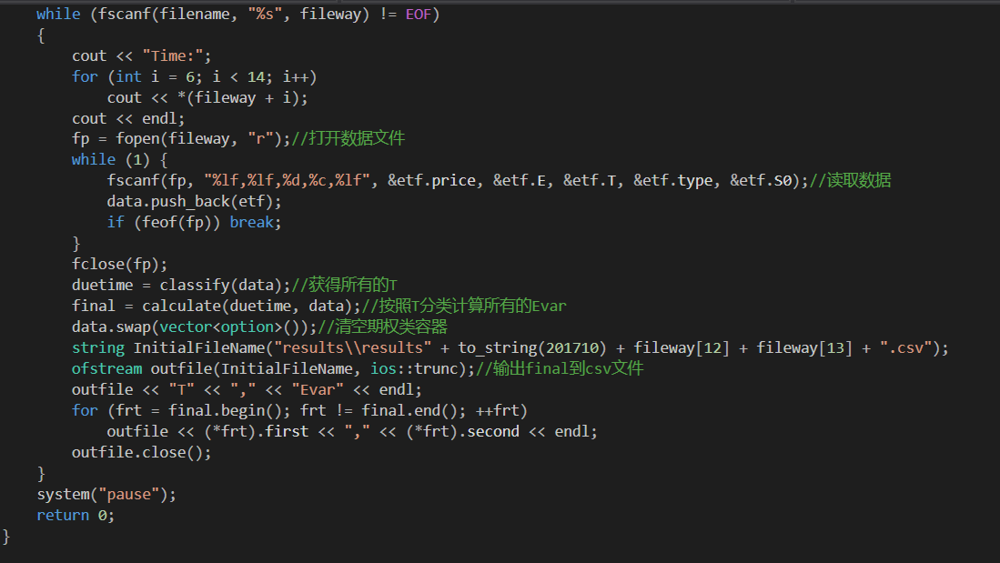 while (fscanf(filename, "%s", fileway) != EOF)
{
cout << "Time:";
for (int i = 6; i < 14; i++)
cout << *(fileway + i);
cout << endl;
fp = fopen(fileway, "r");//打开数据文件
while (1) {
fscanf(fp, "%lf,%lf,%d,%c,%lf", &etf.price, &etf.E, &etf.T, &etf.type, &etf.S0);//读取数据
data.push_back(etf);
if (feof(fp)) break;
}
fclose(fp);
duetime = classify(data);//获得所有的T
final = calculate(duetime, data);//按照T分类计算所有的Evar
data.swap(vector<option>());//清空期权类容器
string InitialFileName("results\\results" + to_string(201710) + fileway[12] + fileway[13] + ".csv");
ofstream outfile(InitialFileName, ios::trunc);//输出final到csv文件
outfile << "T" << "," << "Evar" << endl;
for (frt = final.begin(); frt != final.end(); ++frt)
outfile << (*frt).first << "," << (*frt).second << endl;
outfile.close();
}
system("pause");
return 0;
}